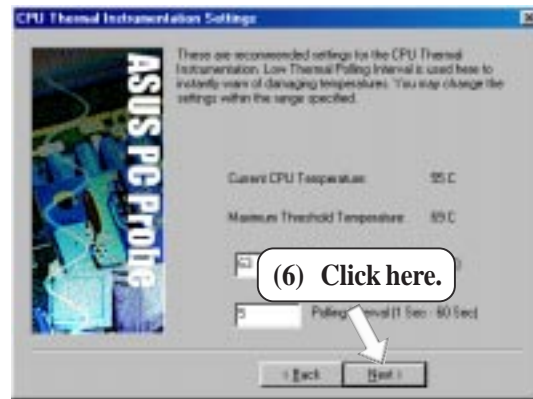 CPU Thermal Instrumentation Settings
ASUS PC Probe
These are recommended settings for the CPU Thermal
Instrumentation. Low Thermal Polling Interval is used here to
instantly warn of damaging temperatures. You may change the
settings within the range specified.
Current CPU Temperature: C
Maximum Threshold Temperature 69 C
63
(6) Click here.
5 Polling Interval (1 Sec - 60 Sec)
< Back Next >